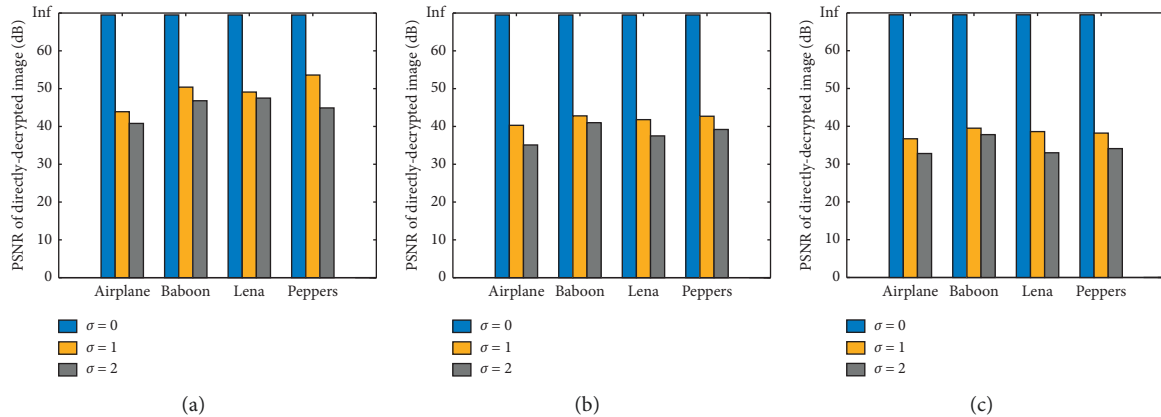 PSNR of directly-decrypted image (dB)
Inf
60
50
40
30
20
10
0
Airplane Baboon Lena Peppers
σ = 0
σ = 1
σ = 2
(a)
PSNR of directly-decrypted image (dB)
Inf
60
50
40
30
20
10
0
Airplane Baboon Lena Peppers
σ = 0
σ = 1
σ = 2
(b)
PSNR of directly-decrypted image (dB)
Inf
60
50
40
30
20
10
0
Airplane Baboon Lena Peppers
σ = 0
σ = 1
σ = 2
(c)